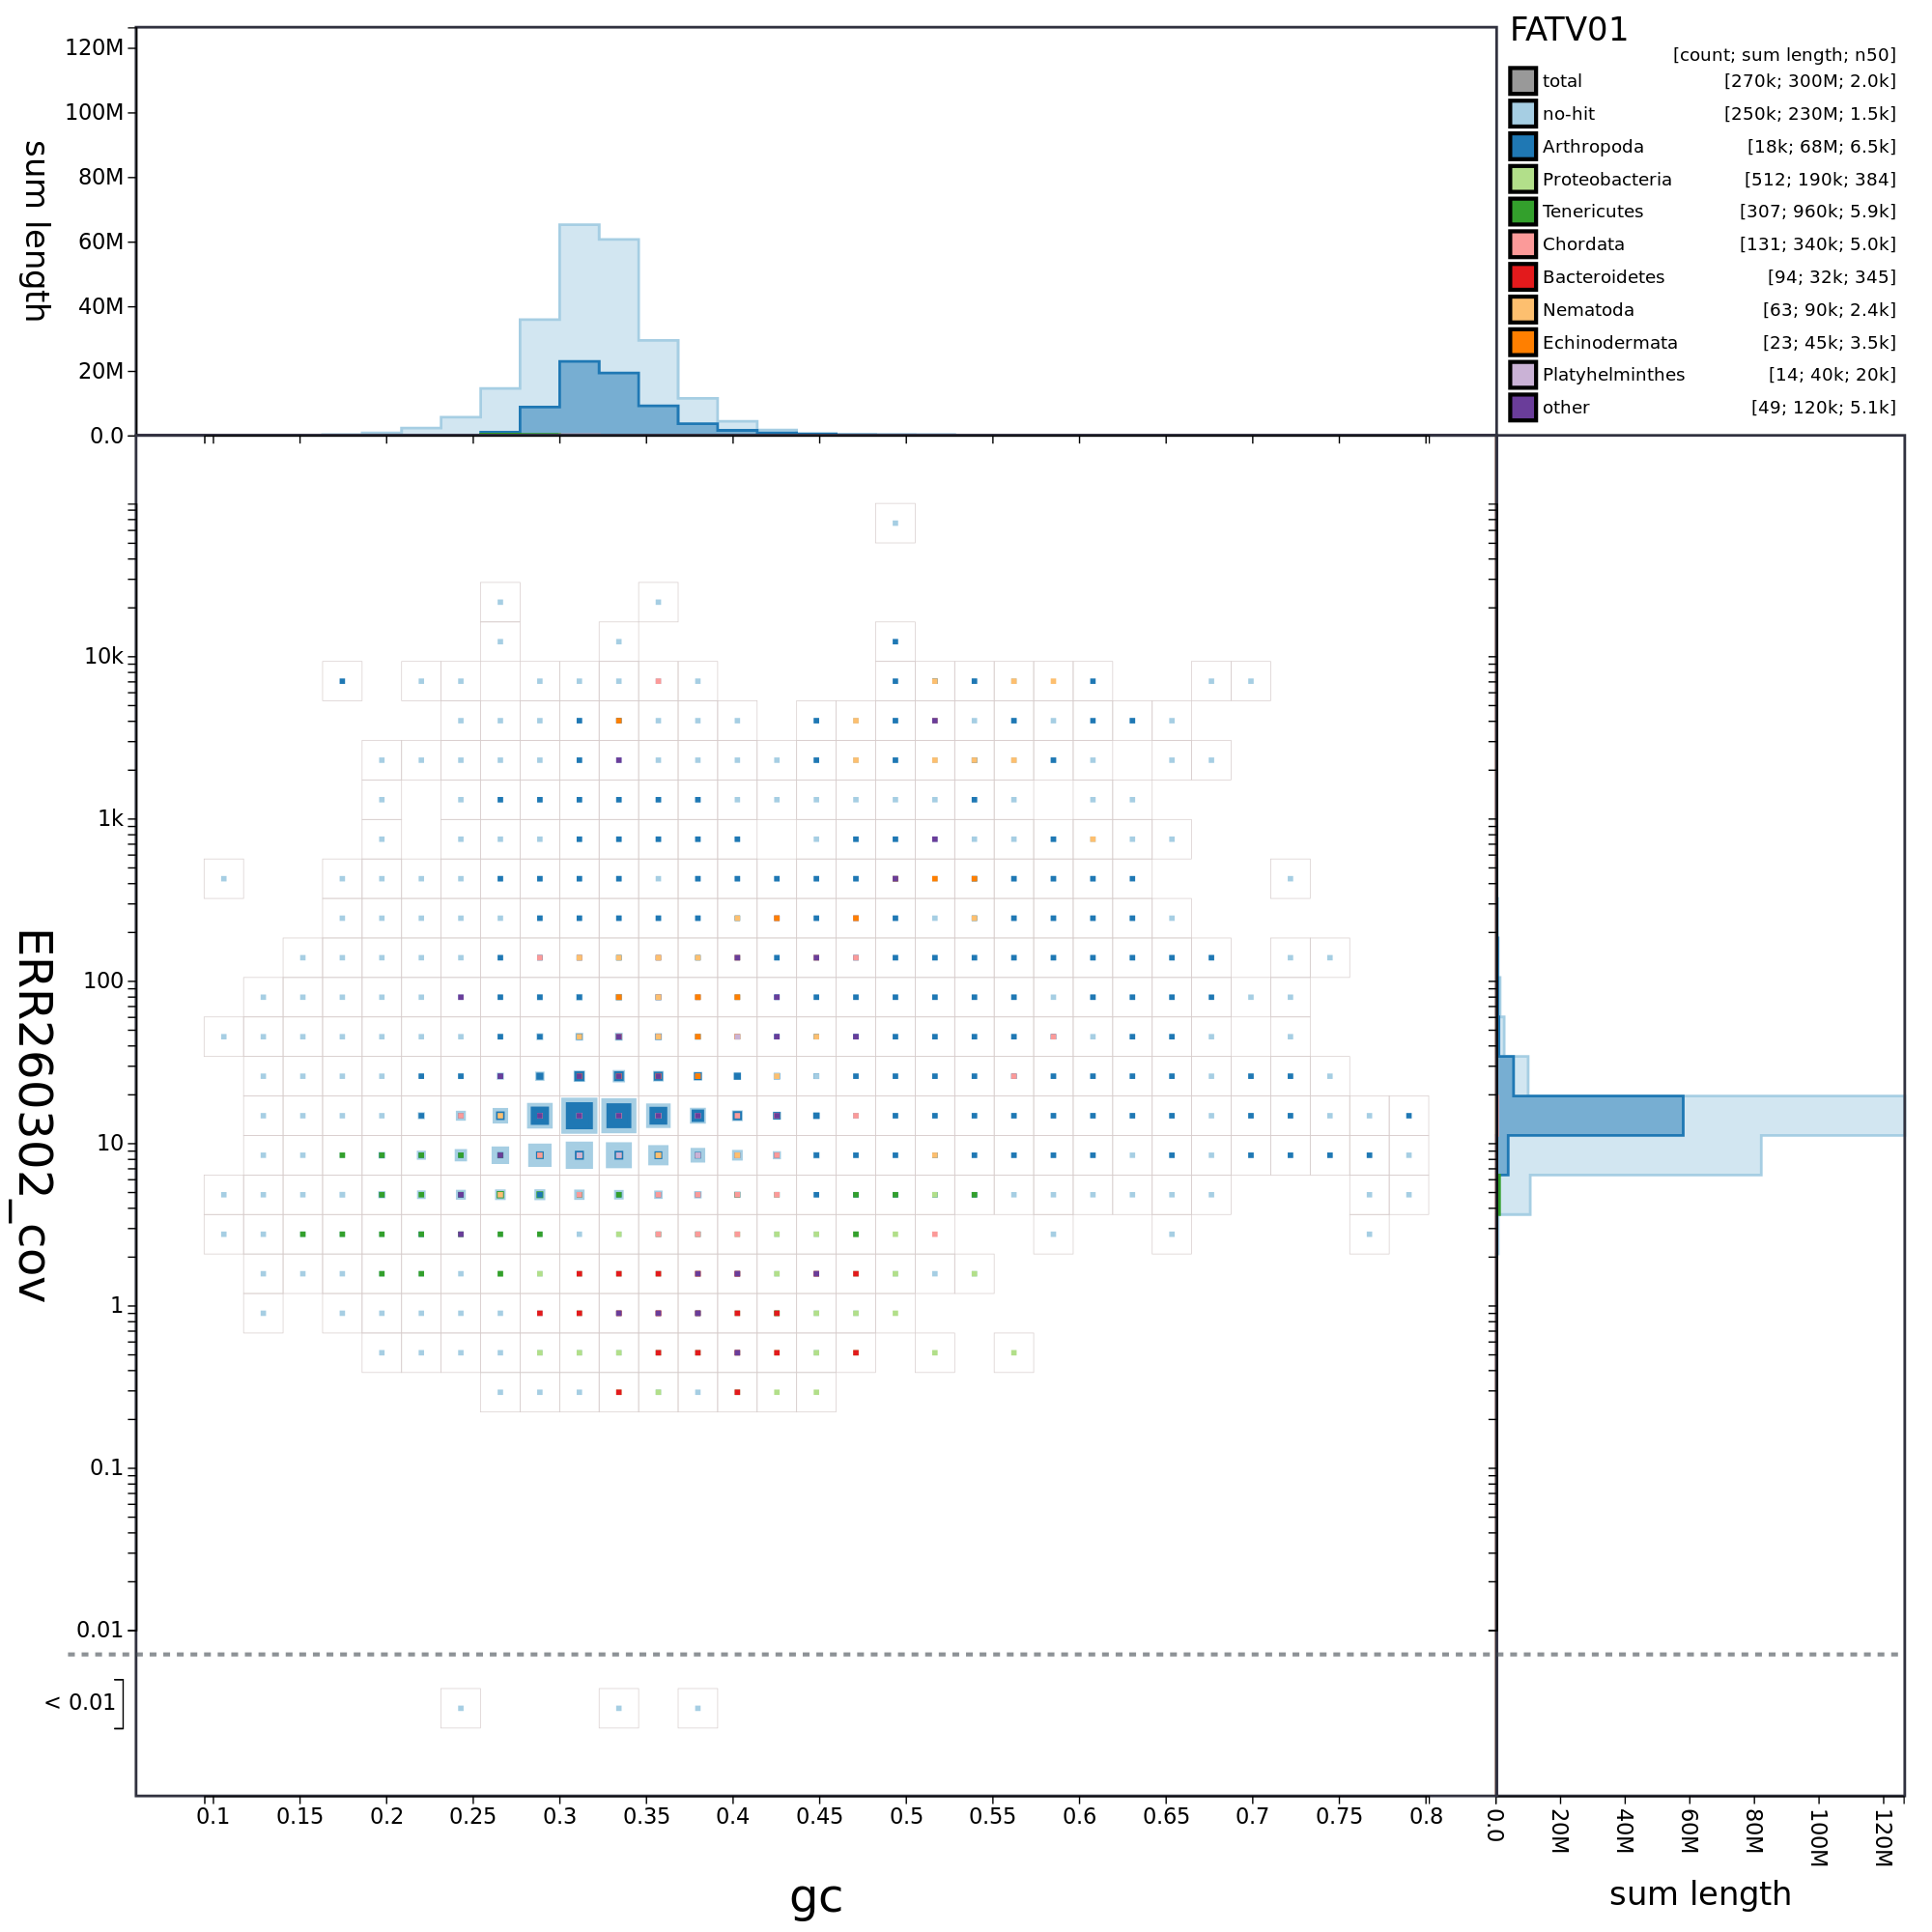 FATV01
[count; sum length; n50]
total [270k; 300M; 2.0k]
no-hit [250k; 230M; 1.5k]
Arthropoda [18k; 68M; 6.5k]
Proteobacteria [512; 190k; 384]
Tenericutes [307; 960k; 5.9k]
Chordata [131; 340k; 5.0k]
Bacteroidetes [94; 32k; 345]
Nematoda [63; 90k; 2.4k]
Echinodermata [23; 45k; 3.5k]
Platyhelminthes [14; 40k; 20k]
other [49; 120k; 5.1k]
sum length
120M
100M
80M
60M
40M
20M
0.0
ERR260302_cov
10k
1k
100
10
1
0.1
0.01
< 0.01
0.1 0.15 0.2 0.25 0.3 0.35 0.4 0.45 0.5 0.55 0.6 0.65 0.7 0.75 0.8
gc
0.0 20M 40M 60M 80M 100M 120M
sum length